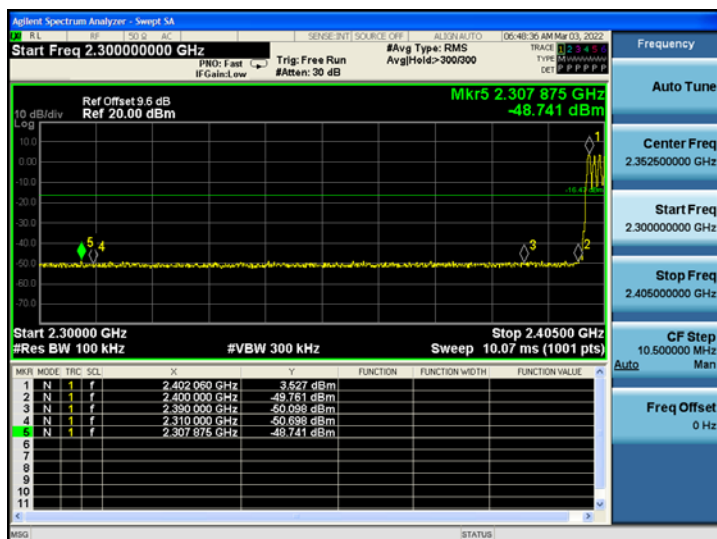 Agilent Spectrum Analyzer - Swept SA
RL RF 50 Ω AC SENSE:INT SOURCE OFF ALIGN AUTO 06:48:36 AM Mar 03, 2022
Start Freq 2.300000000 GHz
PNO: Fast
IFGain:Low
Trig: Free Run
#Atten: 30 dB
#Avg Type: RMS
Avg|Hold:>300/300
TRACE 1 2 3 4 5 6
TYPE M WWWWW
DET P P P P P P
Ref Offset 9.6 dB
Ref 20.00 dBm
10 dB/div
Log
Mkr5 2.307 875 GHz
-48.741 dBm
10.0
0.00
-10.0
-20.0
-30.0
-40.0
-50.0
-60.0
-70.0
1
5 4
3
2
Start 2.30000 GHz
#Res BW 100 kHz
#VBW 300 kHz
Stop 2.40500 GHz
Sweep 10.07 ms (1001 pts)
MKR MODE TRC SCL X Y FUNCTION FUNCTION WIDTH FUNCTION VALUE
1 N 1 f 2.402 060 GHz 3.527 dBm
2 N 1 f 2.400 000 GHz -49.761 dBm
3 N 1 f 2.390 000 GHz -50.098 dBm
4 N 1 f 2.310 000 GHz -50.698 dBm
5 N 1 f 2.307 875 GHz -48.741 dBm
6
7
8
9
10
11
MSG
STATUS
Frequency
Auto Tune
Center Freq
2.352500000 GHz
Start Freq
2.300000000 GHz
Stop Freq
2.405000000 GHz
CF Step
10.500000 MHz
Auto Man
Freq Offset
0 Hz